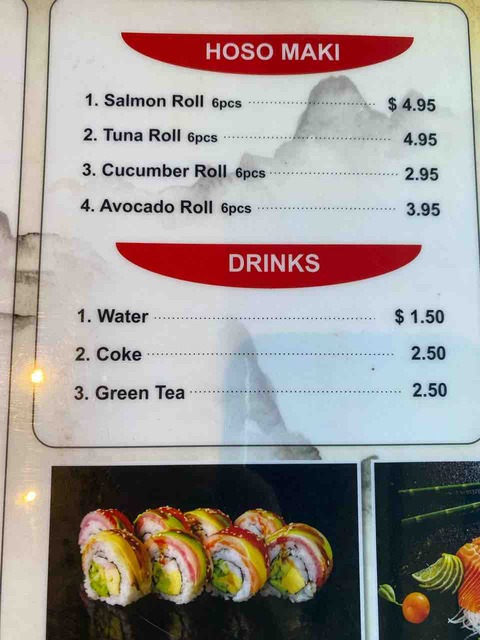 HOSO MAKI
1. Salmon Roll 6pcs $ 4.95
2. Tuna Roll 6pcs 4.95
3. Cucumber Roll 6pcs 2.95
4. Avocado Roll 6pcs 3.95
DRINKS
1. Water $ 1.50
2. Coke 2.50
3. Green Tea 2.50